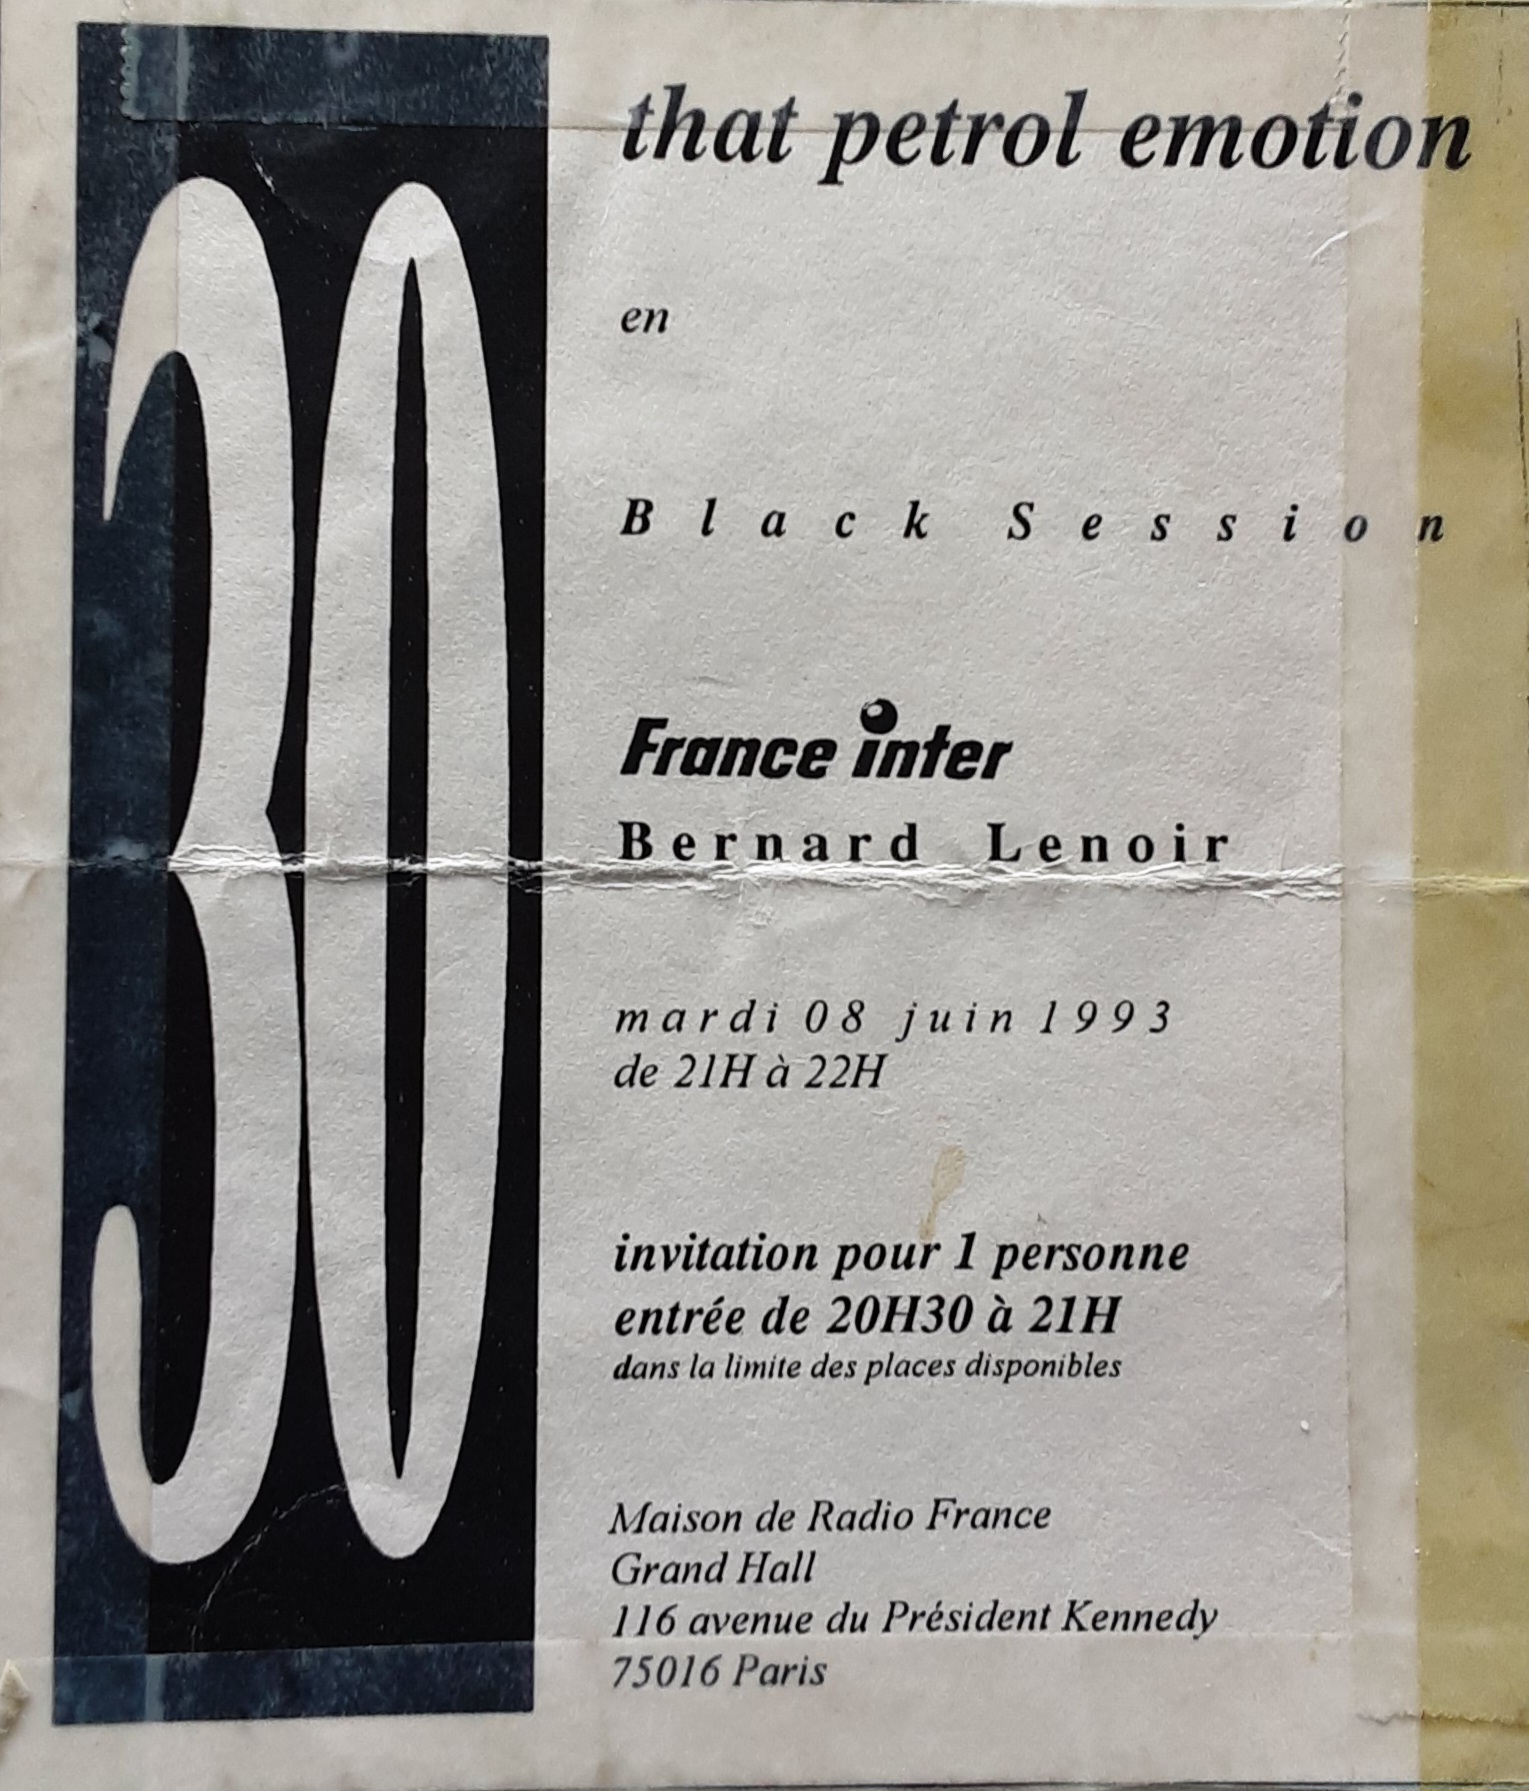 30
that petrol emotion
en
Black Session
France inter
Bernard Lenoir
mardi 08 juin 1993
de 21H à 22H
invitation pour 1 personne
entrée de 20H30 à 21H
dans la limite des places disponibles
Maison de Radio France
Grand Hall
116 avenue du Président Kennedy
75016 Paris